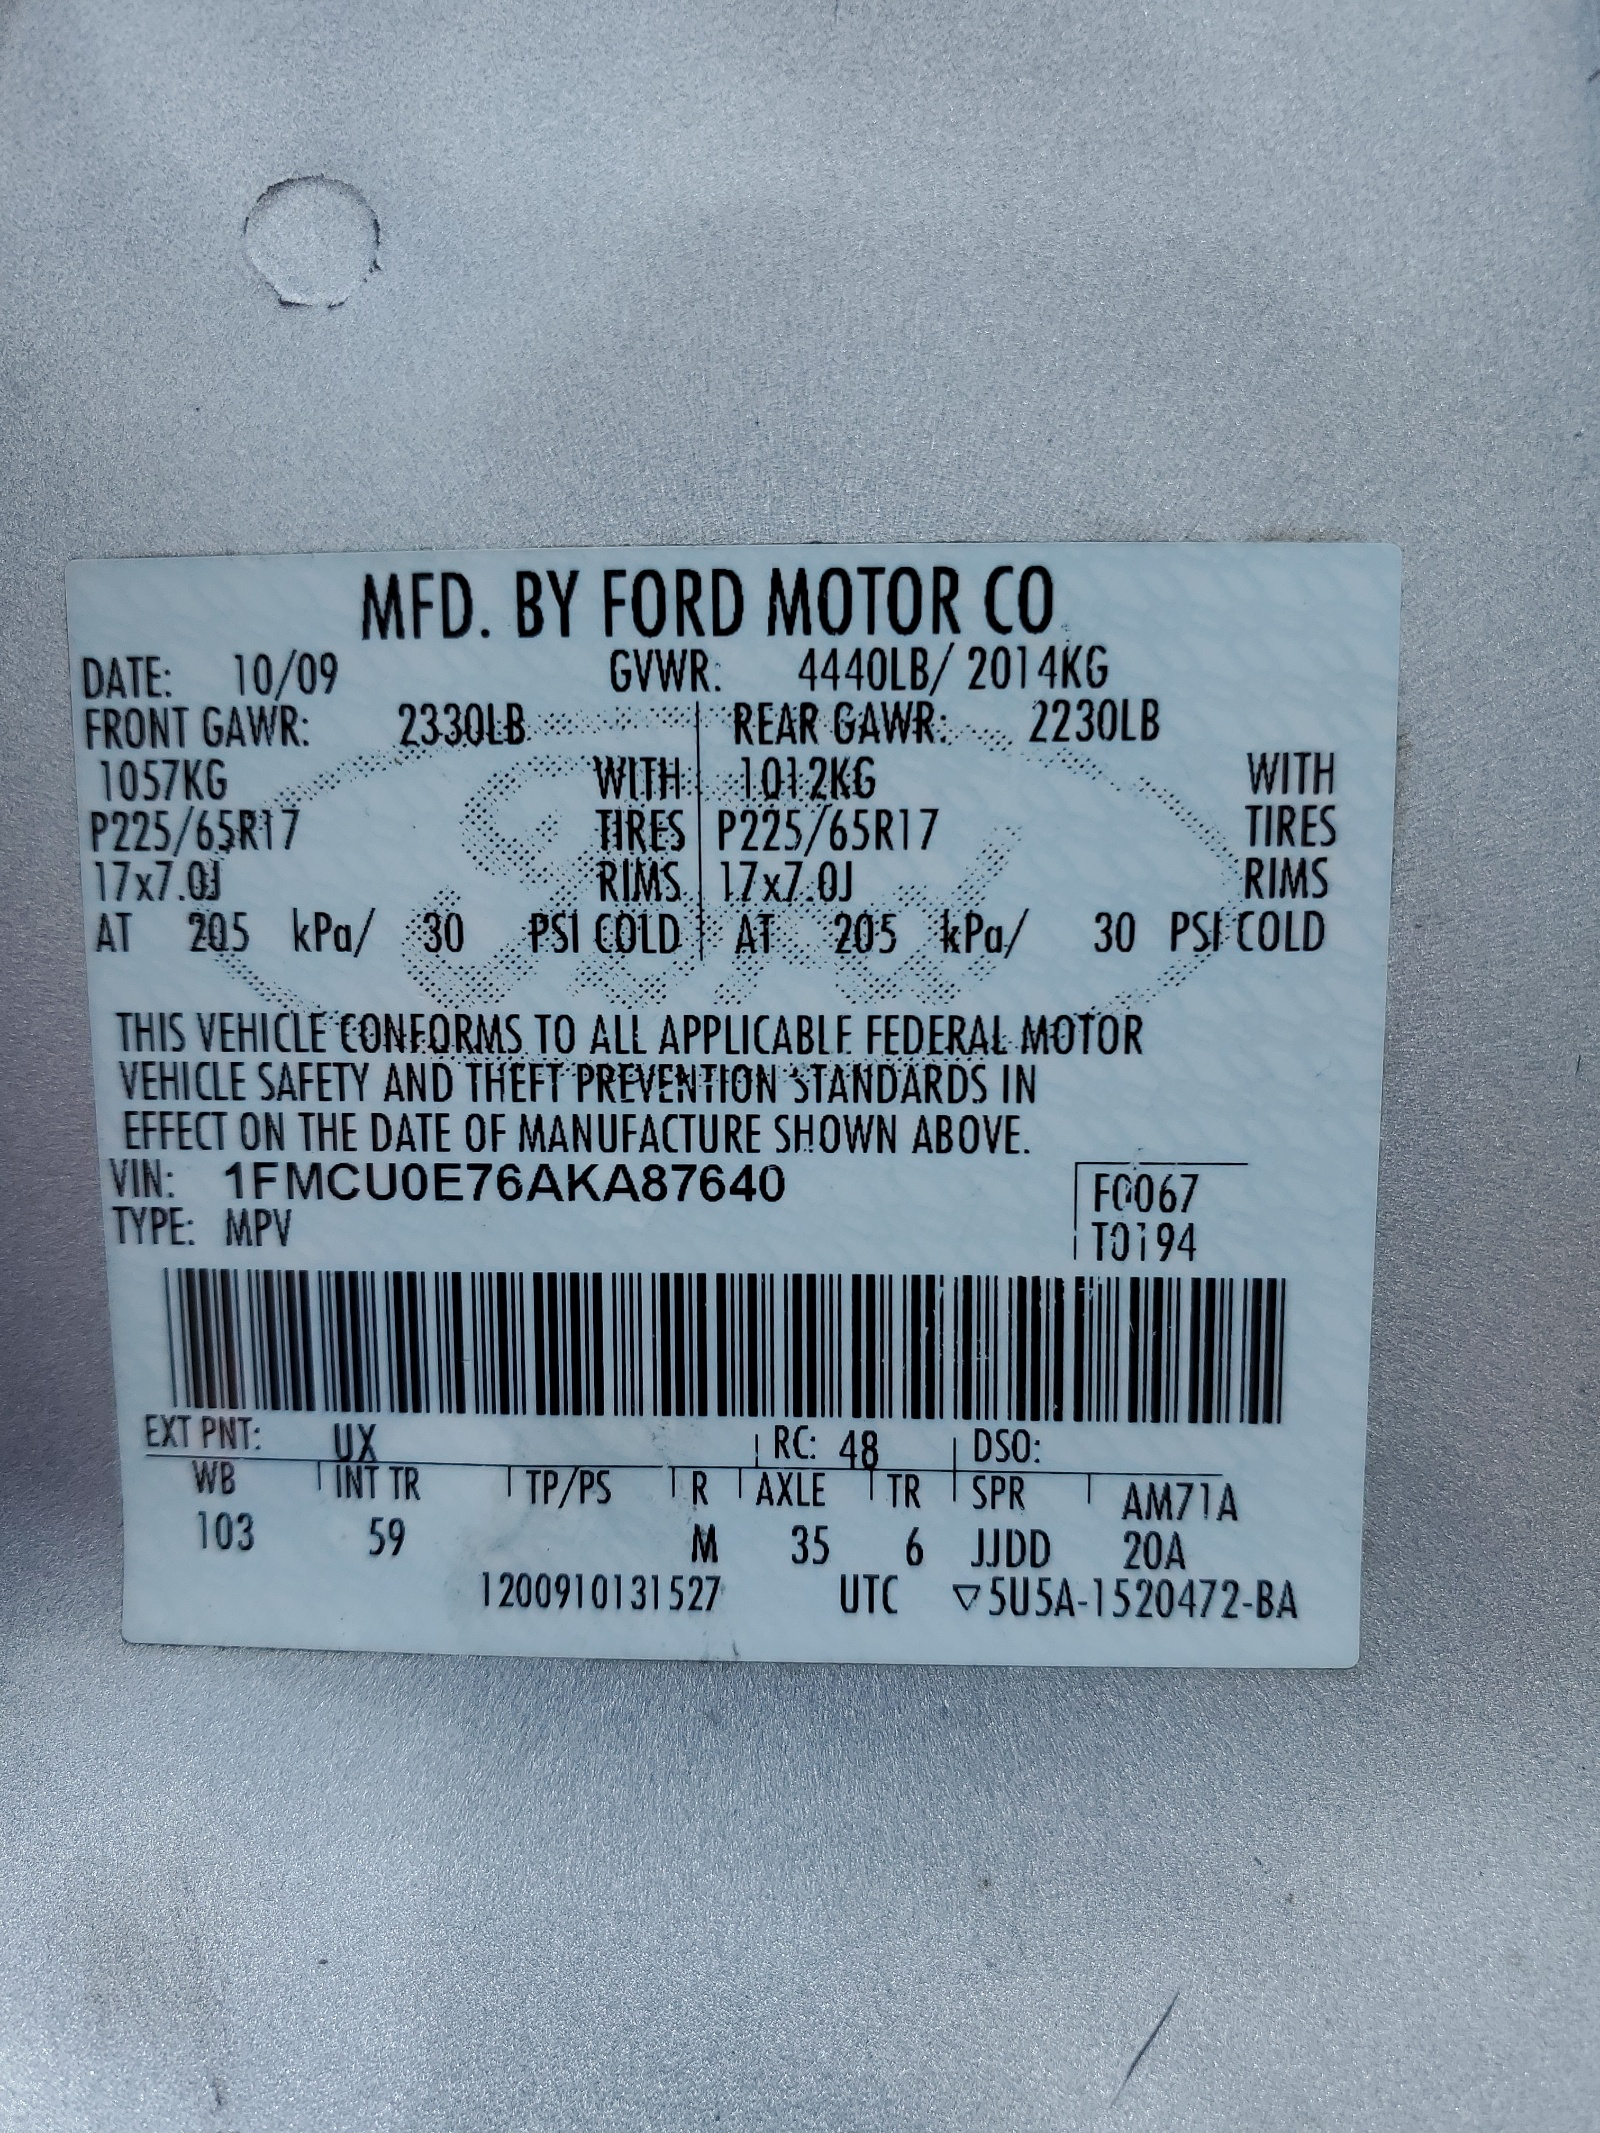 MFD. BY FORD MOTOR CO
DATE: 10/09 GVWR: 4440LB/ 2014KG
FRONT GAWR: 2330LB REAR GAWR: 2230LB
1057KG WITH 1012KG WITH
P225/65R17 TIRES P225/65R17 TIRES
17x7.0J RIMS 17x7.0J RIMS
AT 205 kPa/ 30 PSI COLD AT 205 kPa/ 30 PSI COLD
Ford
THIS VEHICLE CONFORMS TO ALL APPLICABLE FEDERAL MOTOR
VEHICLE SAFETY AND THEFT PREVENTION STANDARDS IN
EFFECT ON THE DATE OF MANUFACTURE SHOWN ABOVE.
VIN: 1FMCU0E76AKA87640 F0067
TYPE: MPV T0194
EXT PNT: UX RC: 48 DSO:
WB INT TR TP/PS R AXLE TR SPR AM71A
103 59 M 35 6 JJDD 20A
1200910131527 UTC ▽5U5A-1520472-BA